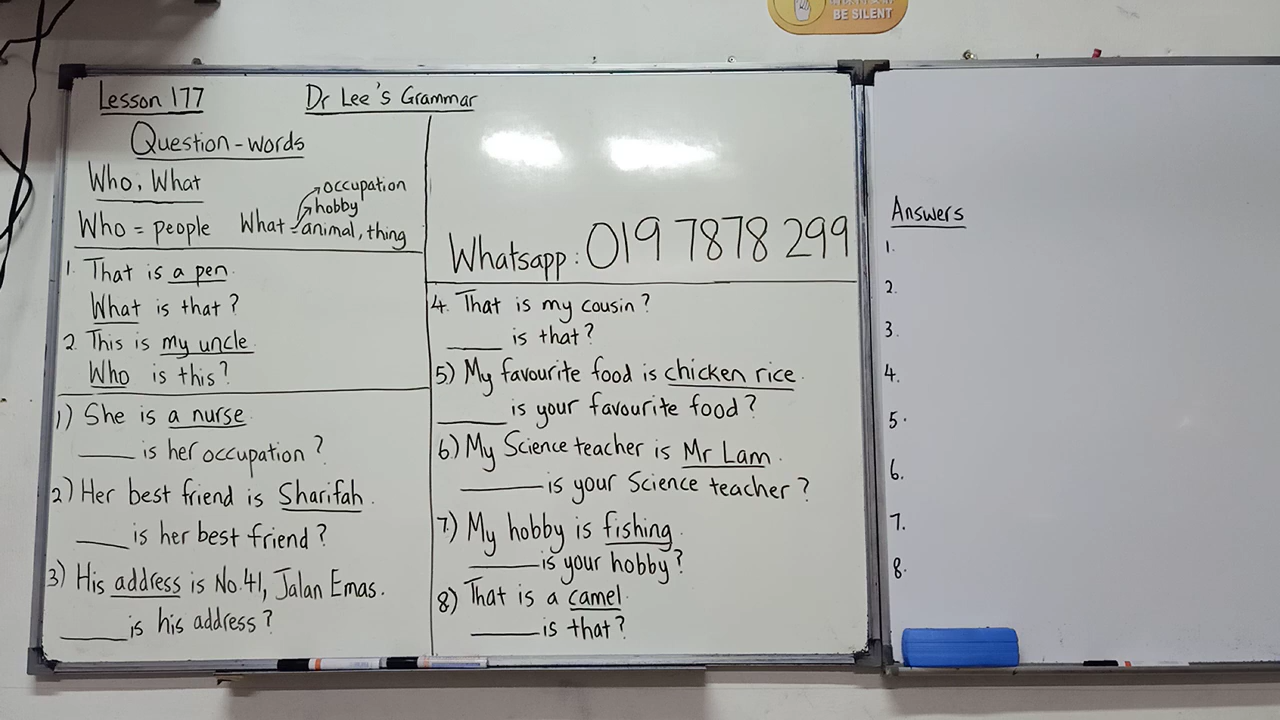 BE SILENT
Lesson 177
Dr Lee's Grammar
Question-words
Who, What
Who = people
What
occupation
hobby
animal, thing
1. That is a pen.
What is that?
2. This is my uncle.
Who is this?
1) She is a nurse.
____ is her occupation?
2) Her best friend is Sharifah.
____ is her best friend?
3) His address is No.41, Jalan Emas.
____ is his address?
Whatsapp: 019 7878 299
4. That is my cousin?
____ is that?
5) My favourite food is chicken rice.
____ is your favourite food?
6) My Science teacher is Mr Lam.
____ is your Science teacher?
7) My hobby is fishing.
____ is your hobby?
8) That is a camel.
____ is that?
Answers
1.
2.
3.
4.
5.
6.
7.
8.